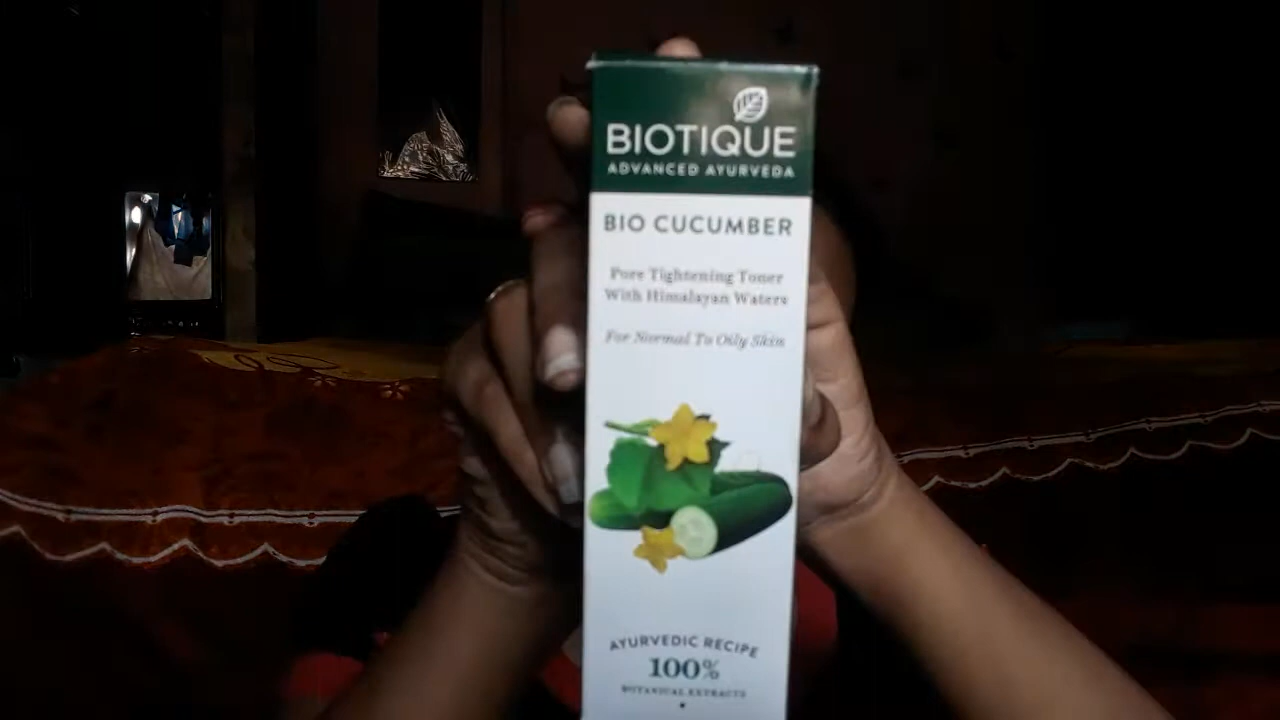 BIOTIQUE
ADVANCED AYURVEDA
BIO CUCUMBER
Pore Tightening Toner
With Himalayan Waters
For Normal To Oily Skin
AYURVEDIC RECIPE
100%
BOTANICAL EXTRACTS